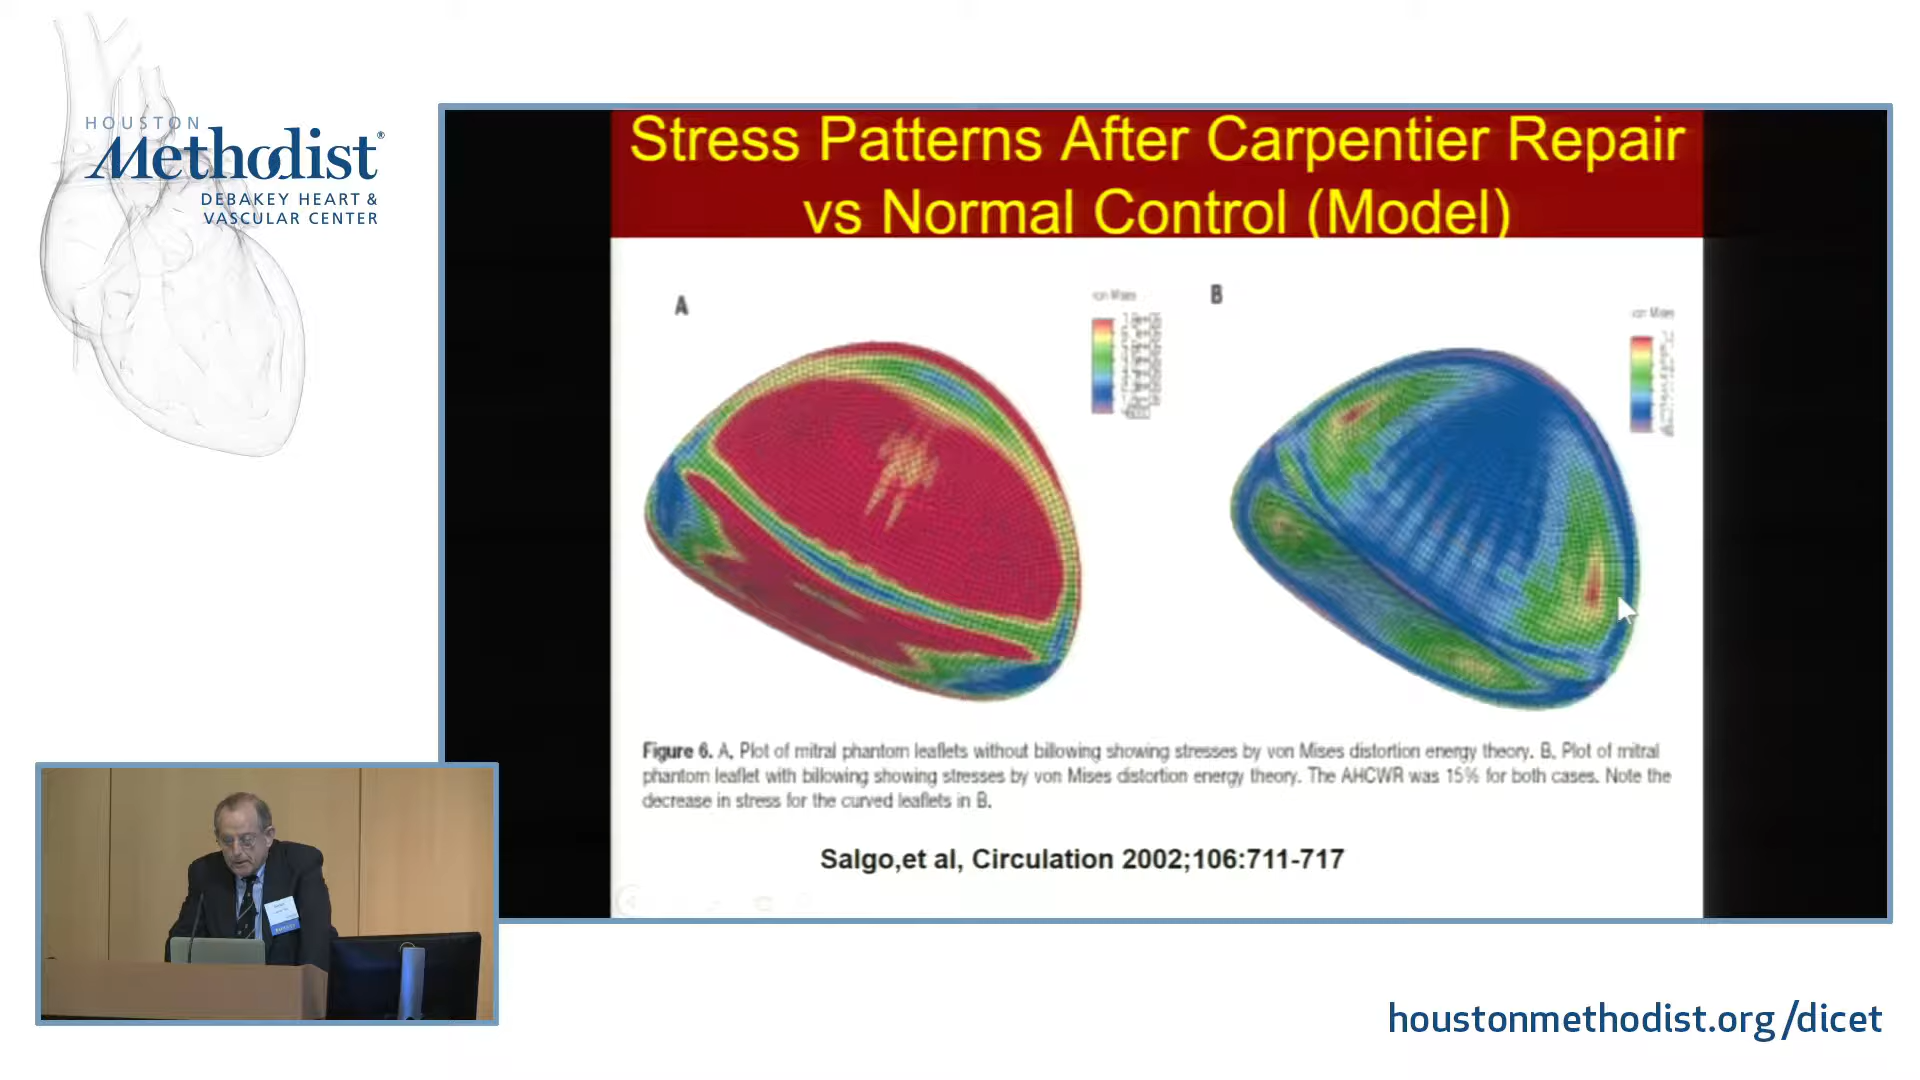 HOUSTON
Methodist®
DEBAKEY HEART &
VASCULAR CENTER
Stress Patterns After Carpentier Repair
vs Normal Control (Model)
A
von Mises
B
von Mises
Figure 6. A, Plot of mitral phantom leaflets without billowing showing stresses by von Mises distortion energy theory. B, Plot of mitral
phantom leaflet with billowing showing stresses by von Mises distortion energy theory. The AHCWR was 15% for both cases. Note the
decrease in stress for the curved leaflets in B.
Salgo,et al, Circulation 2002;106:711-717
houstonmethodist.org/dicet